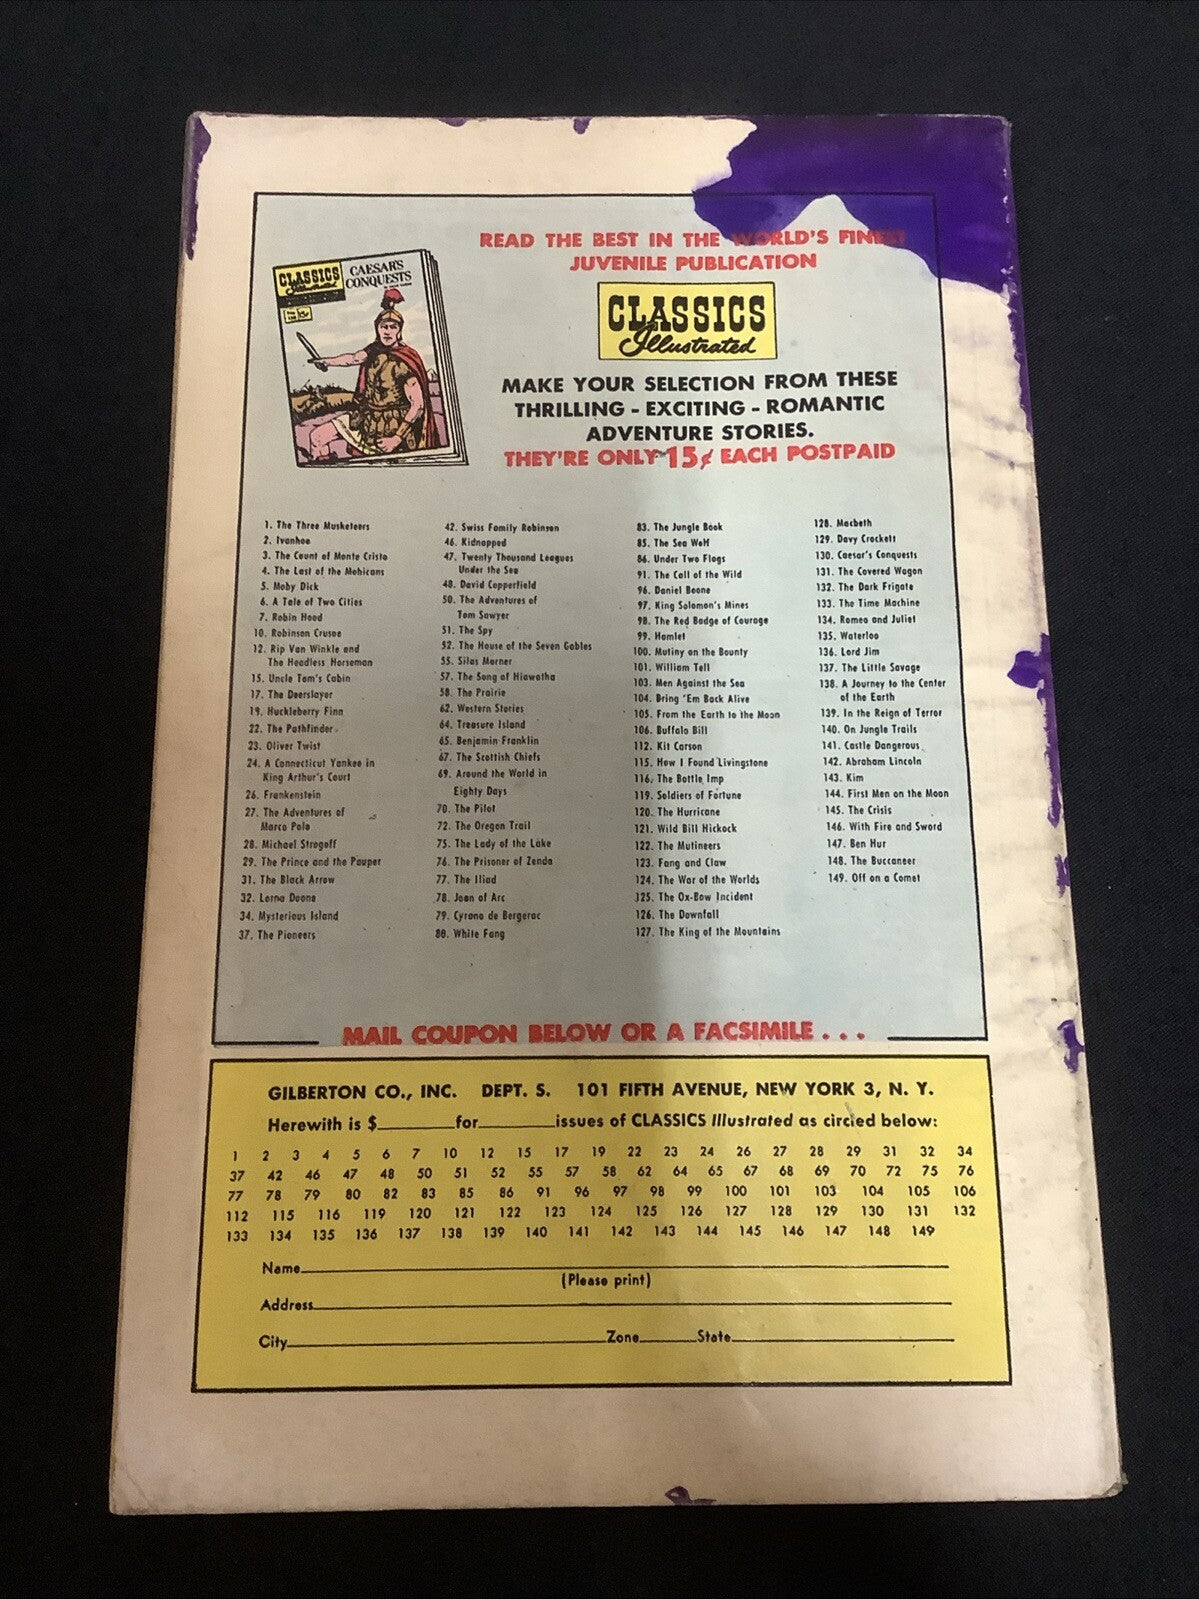 READ THE BEST IN THE WORLD'S FINEST
JUVENILE PUBLICATION
CLASSICS
Illustrated
CAESAR'S
CONQUESTS
15¢
CLASSICS
Illustrated
MAKE YOUR SELECTION FROM THESE
THRILLING - EXCITING - ROMANTIC
ADVENTURE STORIES.
THEY'RE ONLY 15¢ EACH POSTPAID
1. The Three Musketeers
2. Ivanhoe
3. The Count of Monte Cristo
4. The Last of the Mohicans
5. Moby Dick
6. A Tale of Two Cities
7. Robin Hood
10. Robinson Crusoe
12. Rip Van Winkle and
The Headless Horseman
15. Uncle Tom's Cabin
17. The Deerslayer
19. Huckleberry Finn
22. The Pathfinder
23. Oliver Twist
24. A Connecticut Yankee in
King Arthur's Court
26. Frankenstein
27. The Adventures of
Marco Polo
28. Michael Strogoff
29. The Prince and the Pauper
31. The Black Arrow
32. Lorna Doone
34. Mysterious Island
37. The Pioneers
42. Swiss Family Robinson
46. Kidnapped
47. Twenty Thousand Leagues
Under the Sea
48. David Copperfield
50. The Adventures of
Tom Sawyer
51. The Spy
52. The House of the Seven Gables
55. Silas Marner
57. The Song of Hiawatha
58. The Prairie
62. Western Stories
64. Treasure Island
65. Benjamin Franklin
67. The Scottish Chiefs
69. Around the World in
Eighty Days
70. The Pilot
72. The Oregon Trail
75. The Lady of the Lake
76. The Prisoner of Zenda
77. The Iliad
78. Joan of Arc
79. Cyrano de Bergerac
80. White Fang
83. The Jungle Book
85. The Sea Wolf
86. Under Two Flags
91. The Call of the Wild
96. Daniel Boone
97. King Solomon's Mines
98. The Red Badge of Courage
99. Hamlet
100. Mutiny on the Bounty
101. William Tell
103. Men Against the Sea
104. Bring 'Em Back Alive
105. From the Earth to the Moon
106. Buffalo Bill
112. Kit Carson
115. How I Found Livingstone
116. The Bottle Imp
119. Soldiers of Fortune
120. The Hurricane
121. Wild Bill Hickock
122. The Mutineers
123. Fang and Claw
124. The War of the Worlds
125. The Ox-Bow Incident
126. The Downfall
127. The King of the Mountains
128. Macbeth
129. Davy Crockett
130. Caesar's Conquests
131. The Covered Wagon
132. The Dark Frigate
133. The Time Machine
134. Romeo and Juliet
135. Waterloo
136. Lord Jim
137. The Little Savage
138. A Journey to the Center
of the Earth
139. In the Reign of Terror
140. On Jungle Trails
141. Castle Dangerous
142. Abraham Lincoln
143. Kim
144. First Men on the Moon
145. The Crisis
146. With Fire and Sword
147. Ben Hur
148. The Buccaneer
149. Off on a Comet
MAIL COUPON BELOW OR A FACSIMILE . . .
GILBERTON CO., INC. DEPT. S. 101 FIFTH AVENUE, NEW YORK 3, N. Y.
Herewith is $ for issues of CLASSICS Illustrated as circled below:
1 2 3 4 5 6 7 10 12 15 17 19 22 23 24 26 27 28 29 31 32 34
37 42 46 47 48 50 51 52 55 57 58 62 64 65 67 68 69 70 72 75 76
77 78 79 80 82 83 85 86 91 96 97 98 99 100 101 103 104 105 106
112 115 116 119 120 121 122 123 124 125 126 127 128 129 130 131 132
133 134 135 136 137 138 139 140 141 142 143 144 145 146 147 148 149
Name
(Please print)
Address
City Zone State